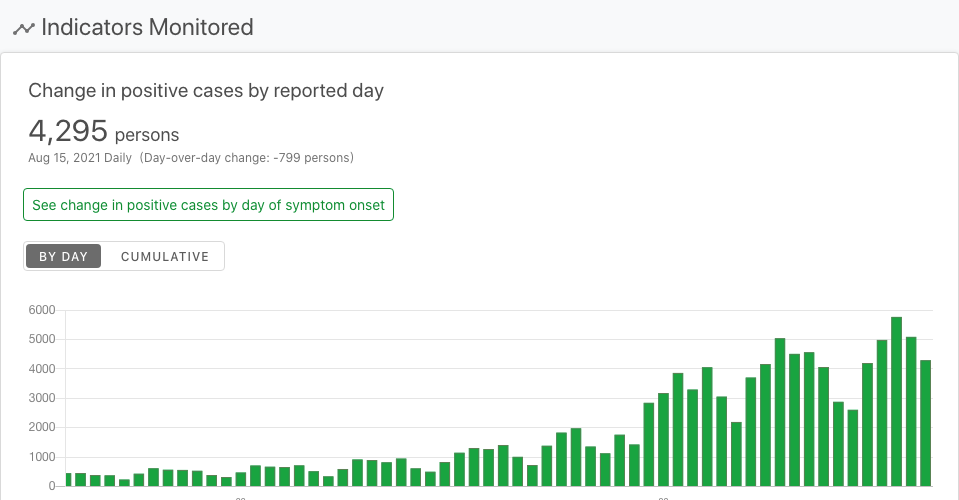 Indicators Monitored
Change in positive cases by reported day
4,295 persons
Aug 15, 2021 Daily (Day-over-day change: -799 persons)
See change in positive cases by day of symptom onset
BY DAY CUMULATIVE
6000
5000
4000
3000
2000
1000
0